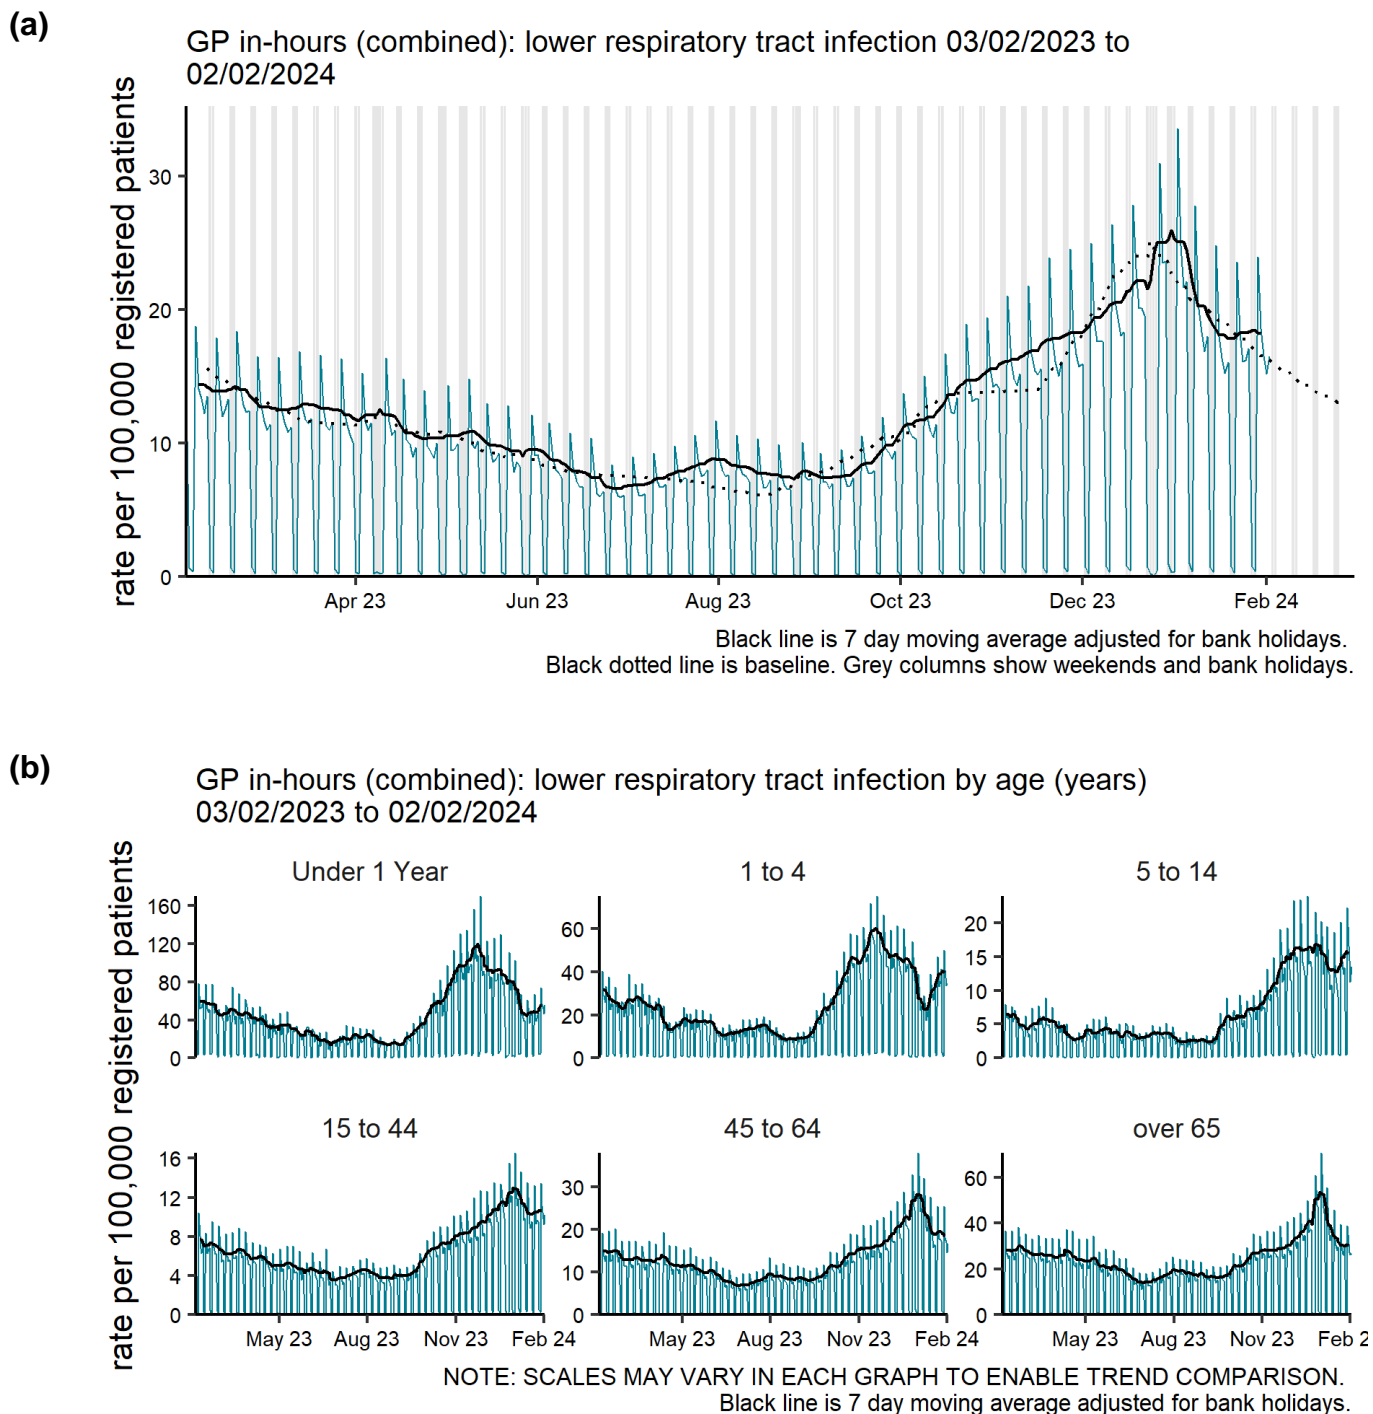 (a)
GP in-hours (combined): lower respiratory tract infection 03/02/2023 to
02/02/2024
rate per 100,000 registered patients
30
20
10
0
Apr 23 Jun 23 Aug 23 Oct 23 Dec 23 Feb 24
Black line is 7 day moving average adjusted for bank holidays.
Black dotted line is baseline. Grey columns show weekends and bank holidays.
(b)
GP in-hours (combined): lower respiratory tract infection by age (years)
03/02/2023 to 02/02/2024
rate per 100,000 registered patients
Under 1 Year 1 to 4 5 to 14
160
120
80
40
0
60
40
20
0
20
15
10
5
0
15 to 44 45 to 64 over 65
16
12
8
4
0
30
20
10
0
60
40
20
0
May 23 Aug 23 Nov 23 Feb 24 May 23 Aug 23 Nov 23 Feb 24 May 23 Aug 23 Nov 23 Feb 2
NOTE: SCALES MAY VARY IN EACH GRAPH TO ENABLE TREND COMPARISON.
Black line is 7 day moving average adjusted for bank holidays.